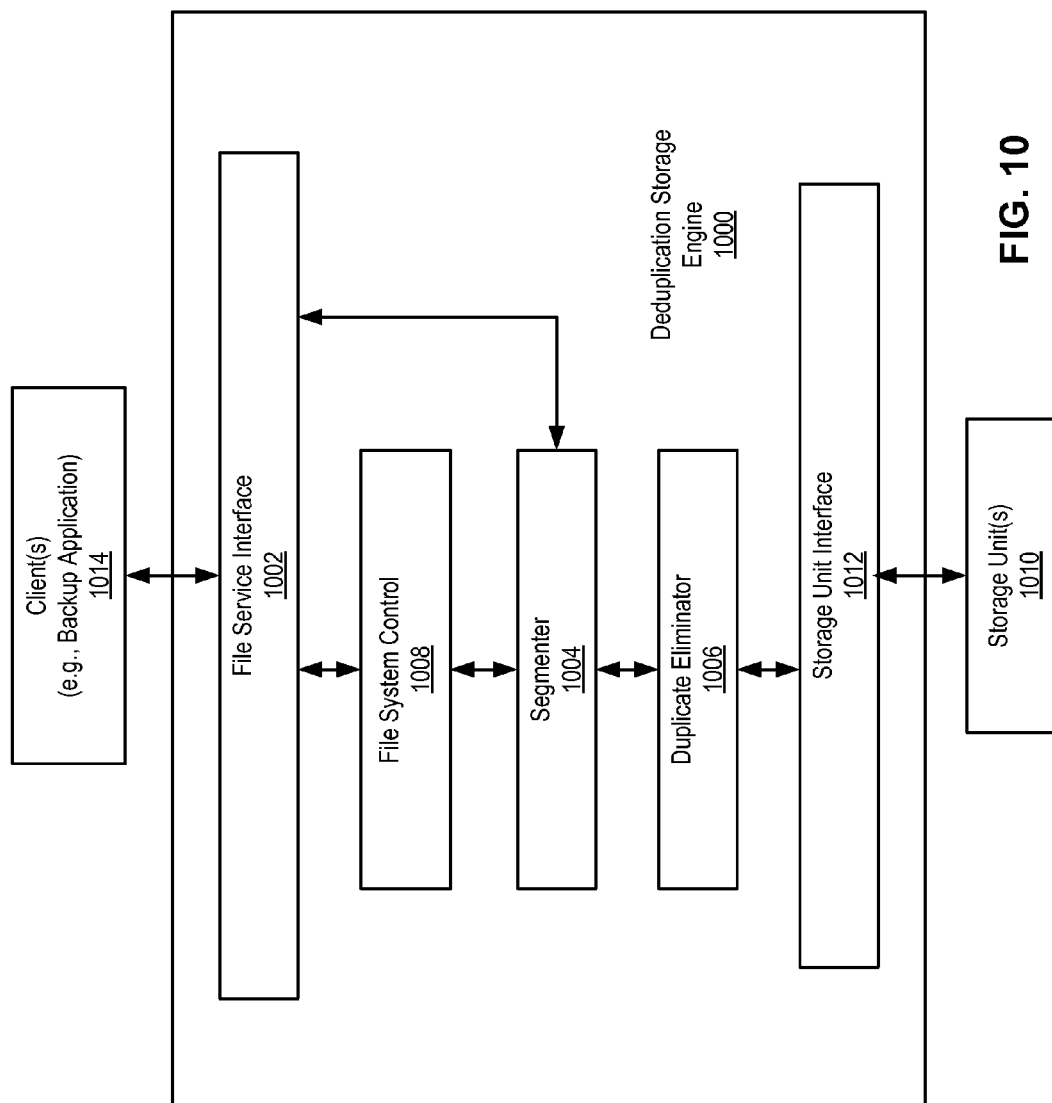 Client(s)
(e.g., Backup Application)
1014
File Service Interface
1002
File System Control
1008
Segmenter
1004
Duplicate Eliminator
1006
Deduplication Storage
Engine
1000
Storage Unit Interface
1012
Storage Unit(s)
1010
FIG. 10